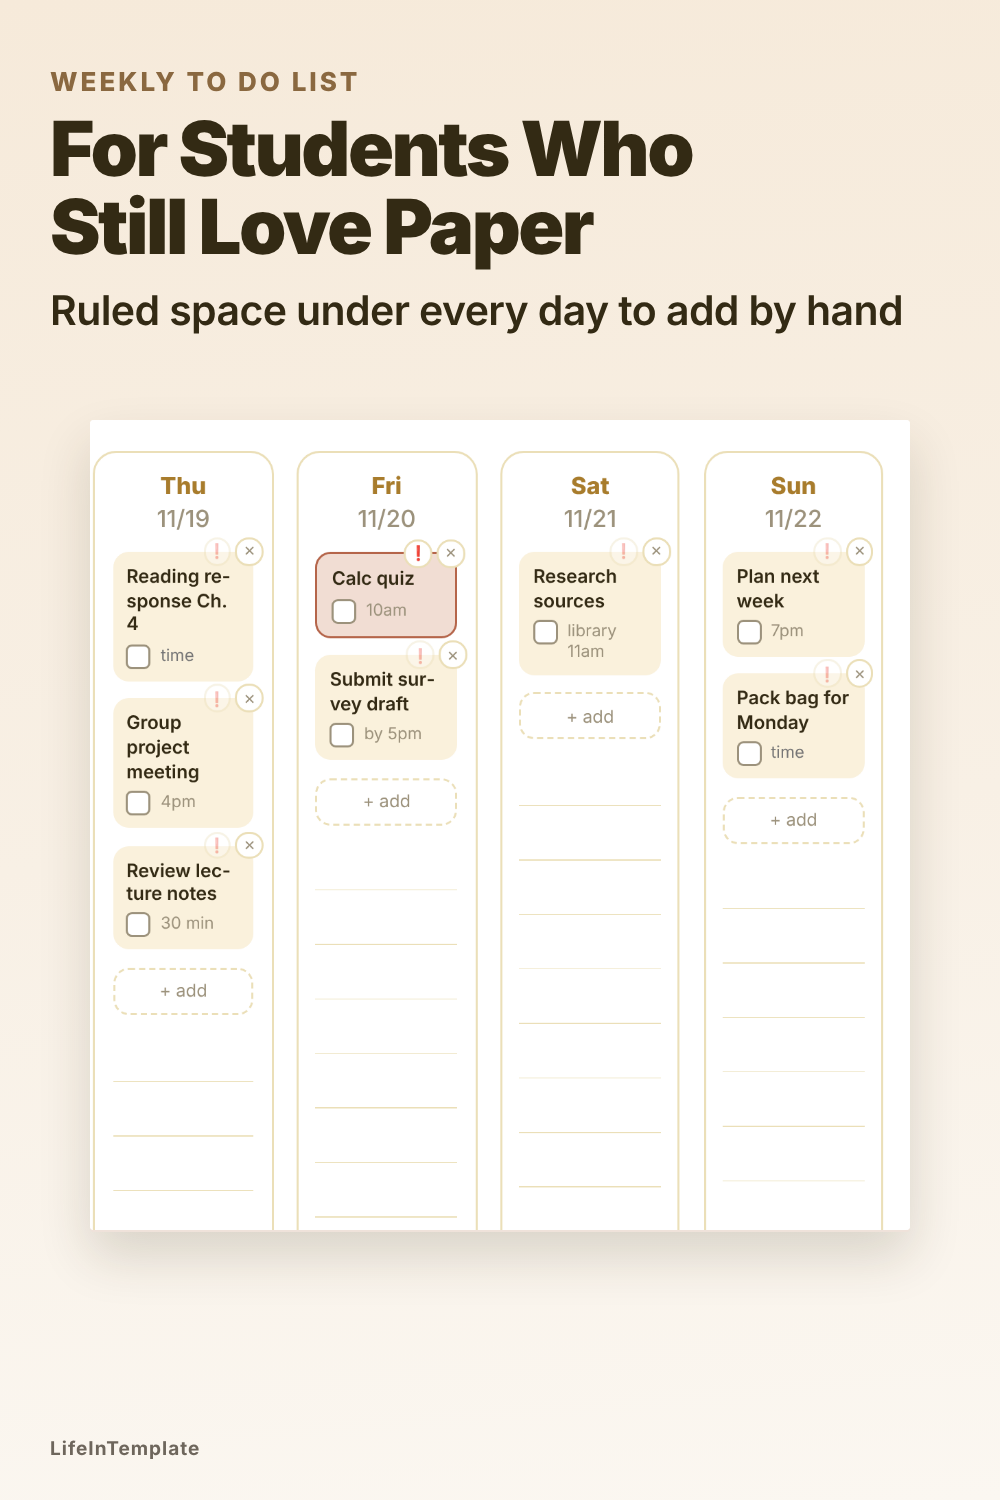 WEEKLY TO DO LIST
For Students Who
Still Love Paper
Ruled space under every day to add by hand
Thu
11/19
❗ ×
Reading re-
sponse Ch.
4
time
❗ ×
Group
project
meeting
4pm
❗ ×
Review lec-
ture notes
30 min
+ add
Fri
11/20
❗ ×
Calc quiz
10am
❗ ×
Submit sur-
vey draft
by 5pm
+ add
Sat
11/21
❗ ×
Research
sources
library
11am
+ add
Sun
11/22
❗ ×
Plan next
week
7pm
❗ ×
Pack bag for
Monday
time
+ add
LifeInTemplate